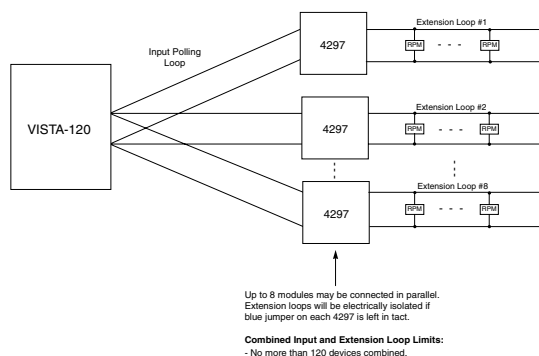 Extension Loop #1
4297
RPM
RPM
Input Polling
Loop
VISTA-120
Extension Loop #2
4297
RPM
RPM
Extension Loop #8
4297
RPM
RPM
Up to 8 modules may be connected in parallel.
Extension loops will be electrically isolated if
blue jumper on each 4297 is left in tact.
Combined Input and Extension Loop Limits:
- No more than 120 devices combined.